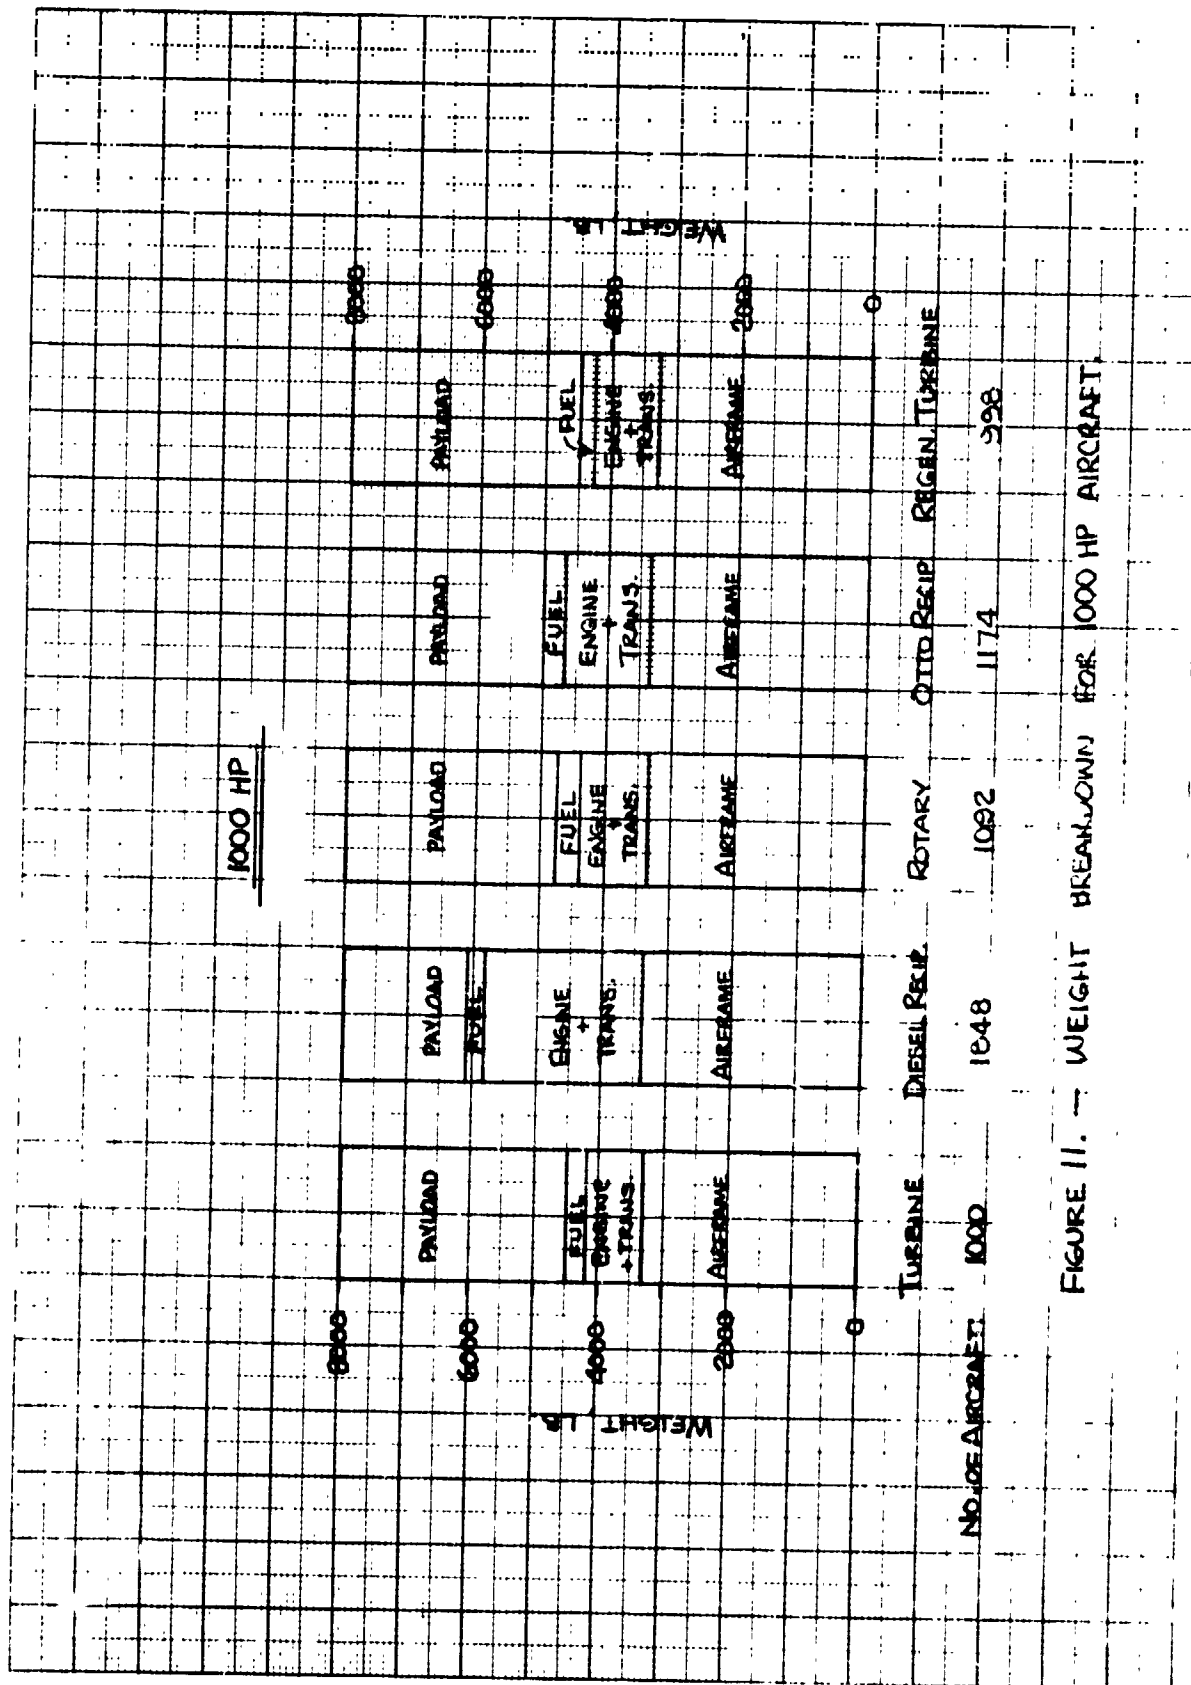 1000 HP
WEIGHT LB.
8000
6000
4000
2000
0
PAYLOAD
FUEL
ENGINE
+ TRANS.
AIRFRAME
PAYLOAD
FUEL
ENGINE
+
TRANS.
AIRFRAME
PAYLOAD
FUEL
ENGINE
+
TRANS.
AIRFRAME
PAYLOAD
FUEL
ENGINE
+
TRANS.
AIRFRAME
PAYLOAD
FUEL
ENGINE
+
TRANS.
AIRFRAME
8000
6000
4000
2000
0
WEIGHT LB.
TURBINE DIESEL RECIP. ROTARY OTTO RECIP REGEN. TURBINE
NO. OF AIRCRAFT: 1000 1648 1092 1174 998
FIGURE 11. — WEIGHT BREAKDOWN FOR 1000 HP AIRCRAFT.